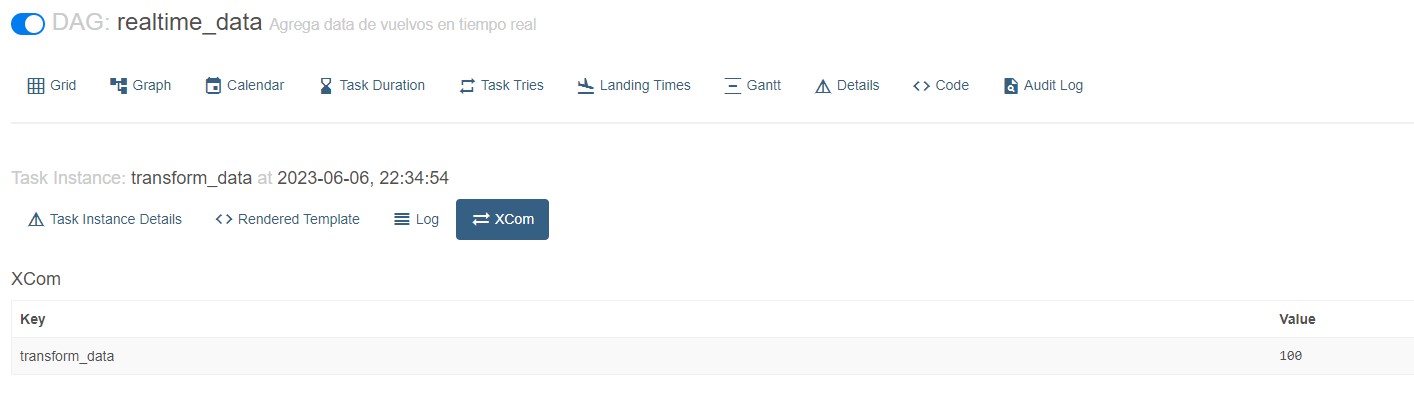 DAG: realtime_data Agrega data de vuelvos en tiempo real
Grid Graph Calendar Task Duration Task Tries Landing Times Gantt Details <> Code Audit Log
Task Instance: transform_data at 2023-06-06, 22:34:54
Task Instance Details <> Rendered Template Log XCom
XCom
Key Value
transform_data 100